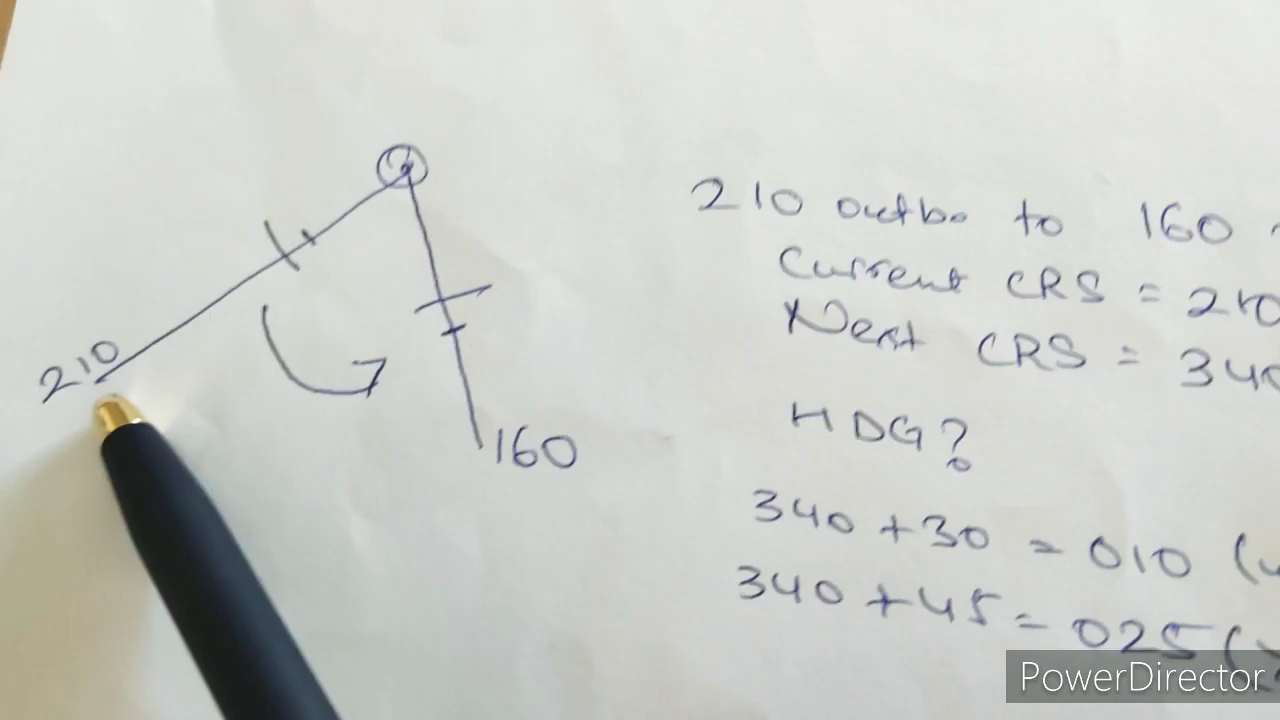 210 outbo to 160
Current CRS = 210
Next CRS = 340
HDG?
340 + 30 = 010 (
340 + 45 = 025 (
210
160
PowerDirector